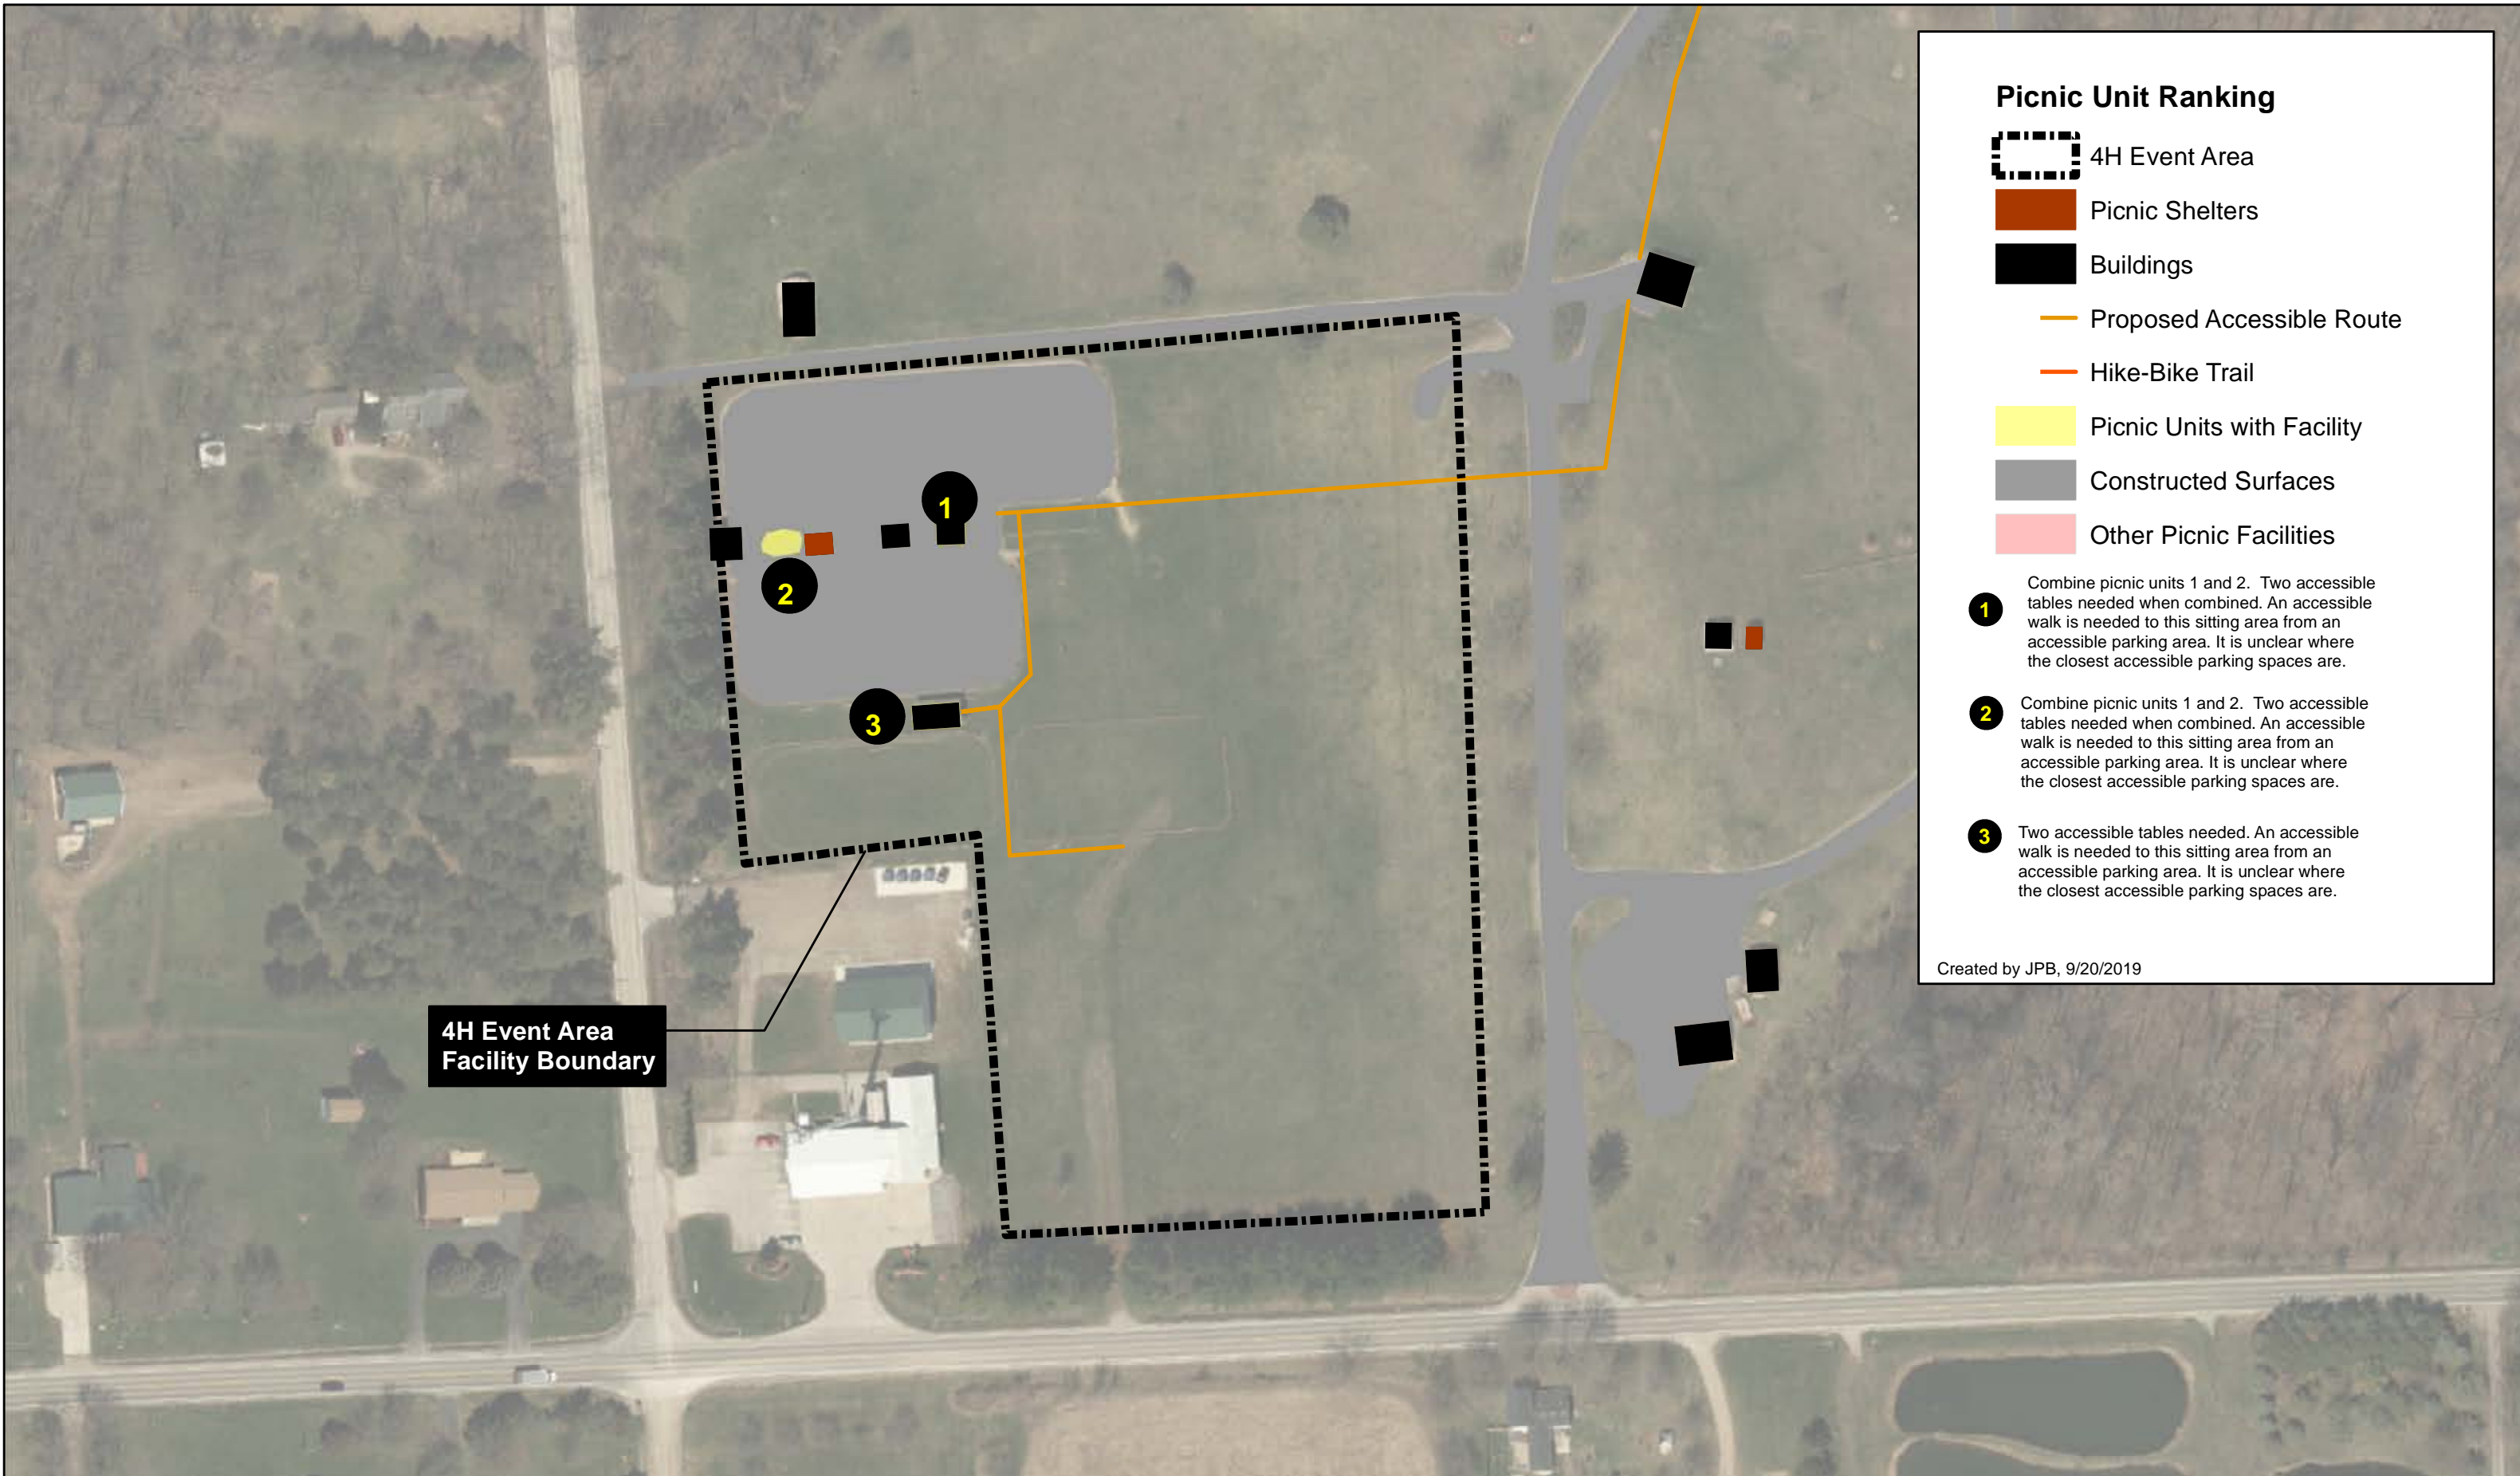 Picnic Unit Ranking
4H Event Area
Picnic Shelters
Buildings
Proposed Accessible Route
Hike-Bike Trail
Picnic Units with Facility
Constructed Surfaces
Other Picnic Facilities
1
Combine picnic units 1 and 2. Two accessible
tables needed when combined. An accessible
walk is needed to this sitting area from an
accessible parking area. It is unclear where
the closest accessible parking spaces are.
2
Combine picnic units 1 and 2. Two accessible
tables needed when combined. An accessible
walk is needed to this sitting area from an
accessible parking area. It is unclear where
the closest accessible parking spaces are.
3
Two accessible tables needed. An accessible
walk is needed to this sitting area from an
accessible parking area. It is unclear where
the closest accessible parking spaces are.
Created by JPB, 9/20/2019
1
2
3
4H Event Area
Facility Boundary